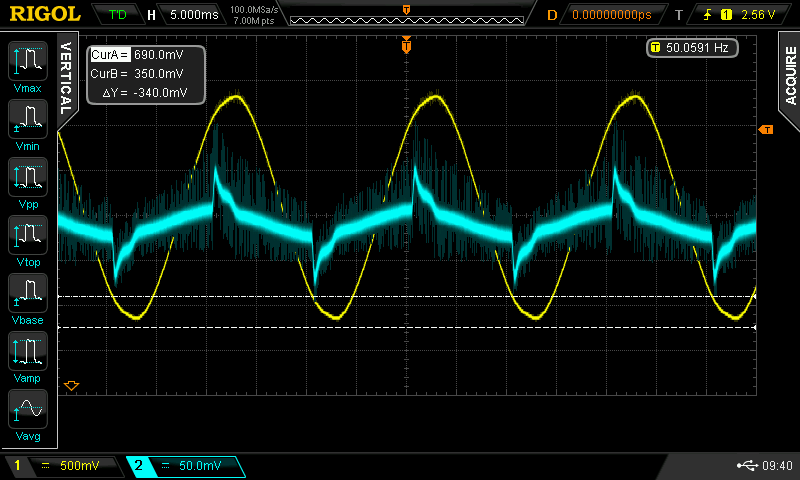 RIGOL T'D H 5.000ms 100.0MSa/s 7.00M pts T D 0.00000000ps T 1 2.56 V
VERTICAL
CurA = 690.0mV
CurB = 350.0mV
ΔY = -340.0mV
T
T 50.0591 Hz
ACQUIRE
T
Vmax
Vmin
Vpp
Vtop
Vbase
Vamp
Vavg
1 500mV 2 50.0mV 09:40